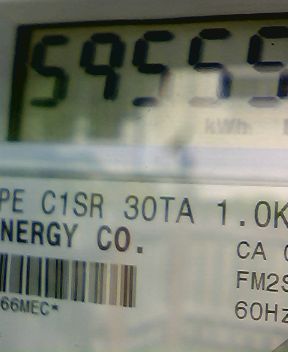 59555
kWh
PE C1SR 30TA 1.0K
NERGY CO.
CA
FM2S
66MEC*
60Hz